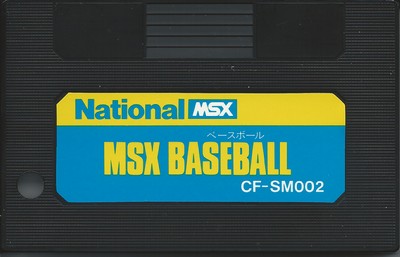 National MSX
ベースボール
MSX BASEBALL
CF-SM002